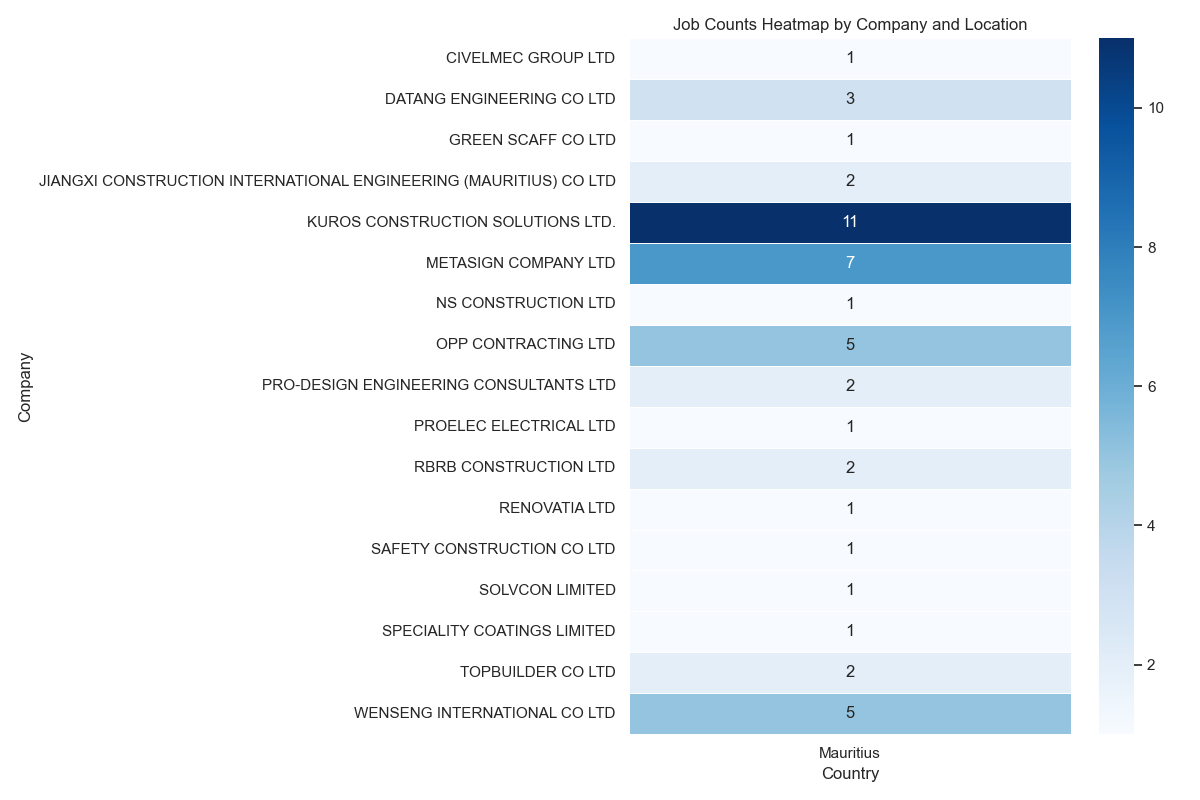 Job Counts Heatmap by Company and Location
CIVELMEC GROUP LTD 1
DATANG ENGINEERING CO LTD 3
GREEN SCAFF CO LTD 1
JIANGXI CONSTRUCTION INTERNATIONAL ENGINEERING (MAURITIUS) CO LTD 2
KUROS CONSTRUCTION SOLUTIONS LTD. 11
METASIGN COMPANY LTD 7
NS CONSTRUCTION LTD 1
OPP CONTRACTING LTD 5
PRO-DESIGN ENGINEERING CONSULTANTS LTD 2
PROELEC ELECTRICAL LTD 1
RBRB CONSTRUCTION LTD 2
RENOVATIA LTD 1
SAFETY CONSTRUCTION CO LTD 1
SOLVCON LIMITED 1
SPECIALITY COATINGS LIMITED 1
TOPBUILDER CO LTD 2
WENSENG INTERNATIONAL CO LTD 5
Company
Mauritius
Country
10
8
6
4
2